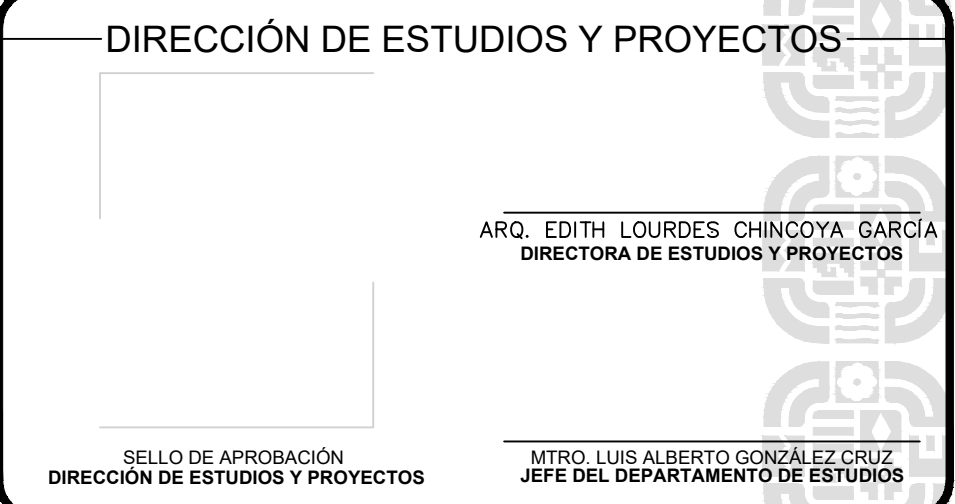 DIRECCIÓN DE ESTUDIOS Y PROYECTOS
ARQ. EDITH LOURDES CHINCOYA GARCÍA
DIRECTORA DE ESTUDIOS Y PROYECTOS
SELLO DE APROBACIÓN
DIRECCIÓN DE ESTUDIOS Y PROYECTOS
MTRO. LUIS ALBERTO GONZÁLEZ CRUZ
JEFE DEL DEPARTAMENTO DE ESTUDIOS